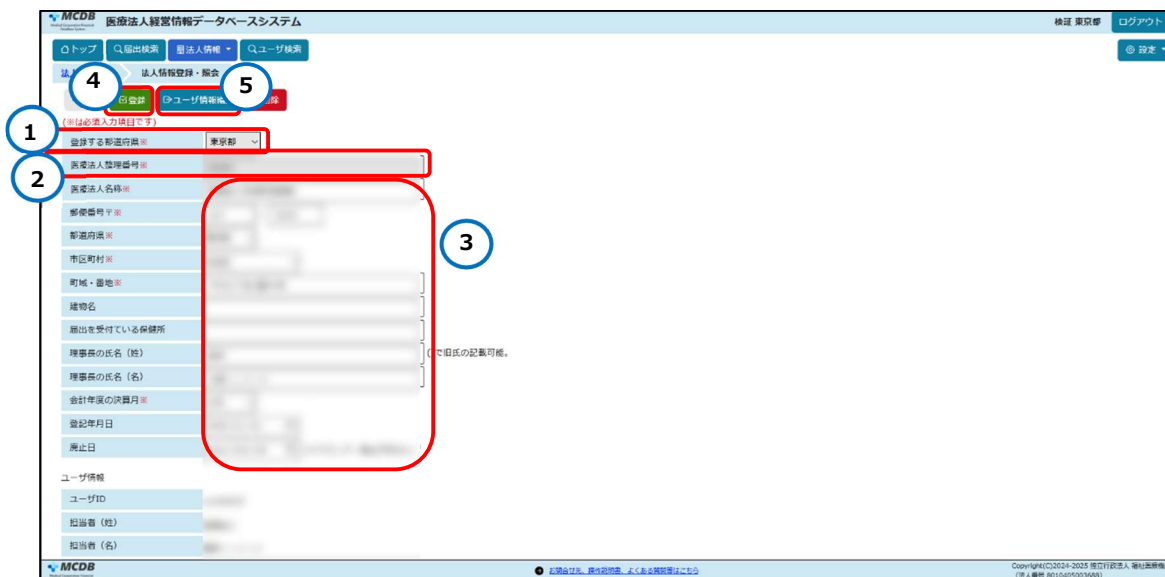 MCDB 医療法人経営情報データベースシステム 検証 東京都 ログアウト
トップ 届出検索 法人情報 ユーザ検索 設定
法人情報登録・照会
4 5
登録 ユーザ情報 除
(※は必須入力項目です)
1 登録する都道府県※ 東京都
2 医療法人整理番号※
医療法人名称※
郵便番号〒※
3
都道府県※
市区町村※
町域・番地※
建物名
届出を受付ている保健所
理事長の氏名（姓） で旧氏の記載可能。
理事長の氏名（名）
会計年度の決算月※
登記年月日
廃止日
ユーザ情報
ユーザID
担当者（姓）
担当者（名）
MCDB お問合せ先、操作説明書、よくある質問等はこちら Copyright(C)2024-2025 独立行政法人 福祉医療機
(法人番号 8010405003688)